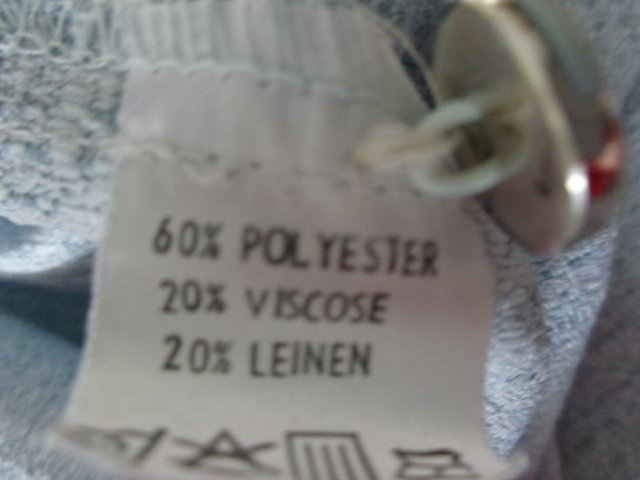 60% POLYESTER
20% VISCOSE
20% LEINEN